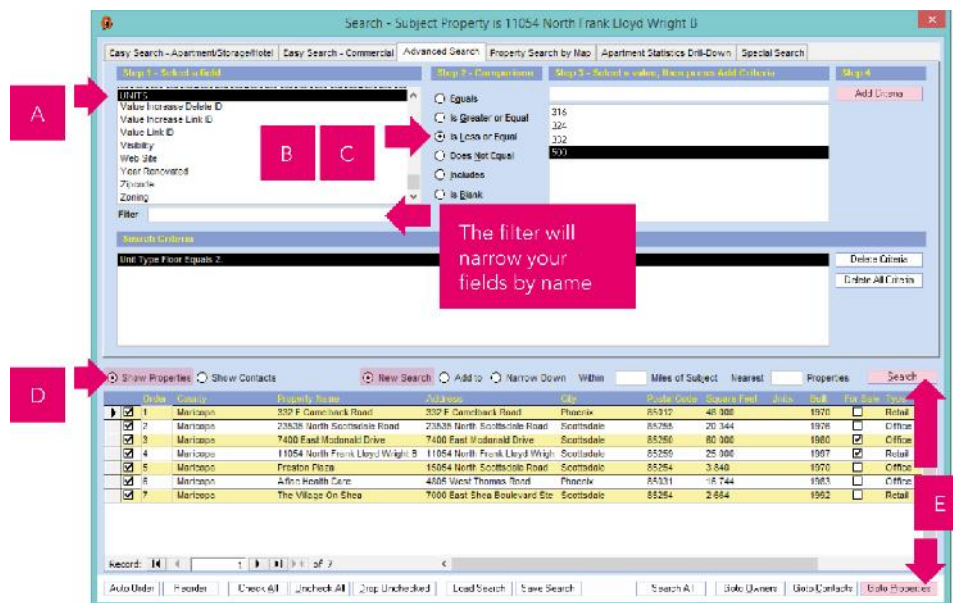 Search - Subject Property is 11054 North Frank Lloyd Wright B
Easy Search - Apartment/Storage/Hotel Easy Search - Commercial Advanced Search Property Search by Map Apartment Statistics Drill-Down Special Search
Step 1 - Select a field Step 2 - Comparison Step 3 - Select a value, then press Add Criteria Step 4
A
UNITS
Value Increase Delete ID
Value Increase Link ID
Value Link ID
Visibility
Web Site
Year Renovated
Zipcode
Zoning
Filter
B C
Equals
Is Greater or Equal
Is Less or Equal
Does Not Equal
Includes
Is Blank
316
324
332
500
Add Criteria
The filter will
narrow your
fields by name
Search Criteria
Unit Type Floor Equals 2.
Delete Criteria
Delete All Criteria
D
Show Properties Show Contacts New Search Add to Narrow Down Within Miles of Subject Nearest Properties Search
Order County Property Name Address City Postal Code Square Feet Units Built For Sale Type
1 Maricopa 332 E Camelback Road 332 E Camelback Road Phoenix 85012 48 000 1970 Retail
2 Maricopa 23535 North Scottsdale Road 23535 North Scottsdale Road Scottsdale 85255 20 344 1976 Office
3 Maricopa 7400 East Mcdonald Drive 7400 East Mcdonald Drive Scottsdale 85250 60 000 1980 Office
4 Maricopa 11054 North Frank Lloyd Wright B 11054 North Frank Lloyd Wrigh Scottsdale 85259 25 000 1997 Retail
5 Maricopa Preston Plaza 15054 North Scottsdale Road Scottsdale 85254 3 840 1970 Office
6 Maricopa Aflac Health Care 4805 West Thomas Road Phoenix 85031 15 744 1983 Office
7 Maricopa The Village On Shea 7000 East Shea Boulevard Ste Scottsdale 85254 2 664 1992 Retail
E
Record: 1 of 7
Auto Order Reorder Check All Uncheck All Drop Unchecked Load Search Save Search Search All Goto Owners Goto Contacts Goto Properties